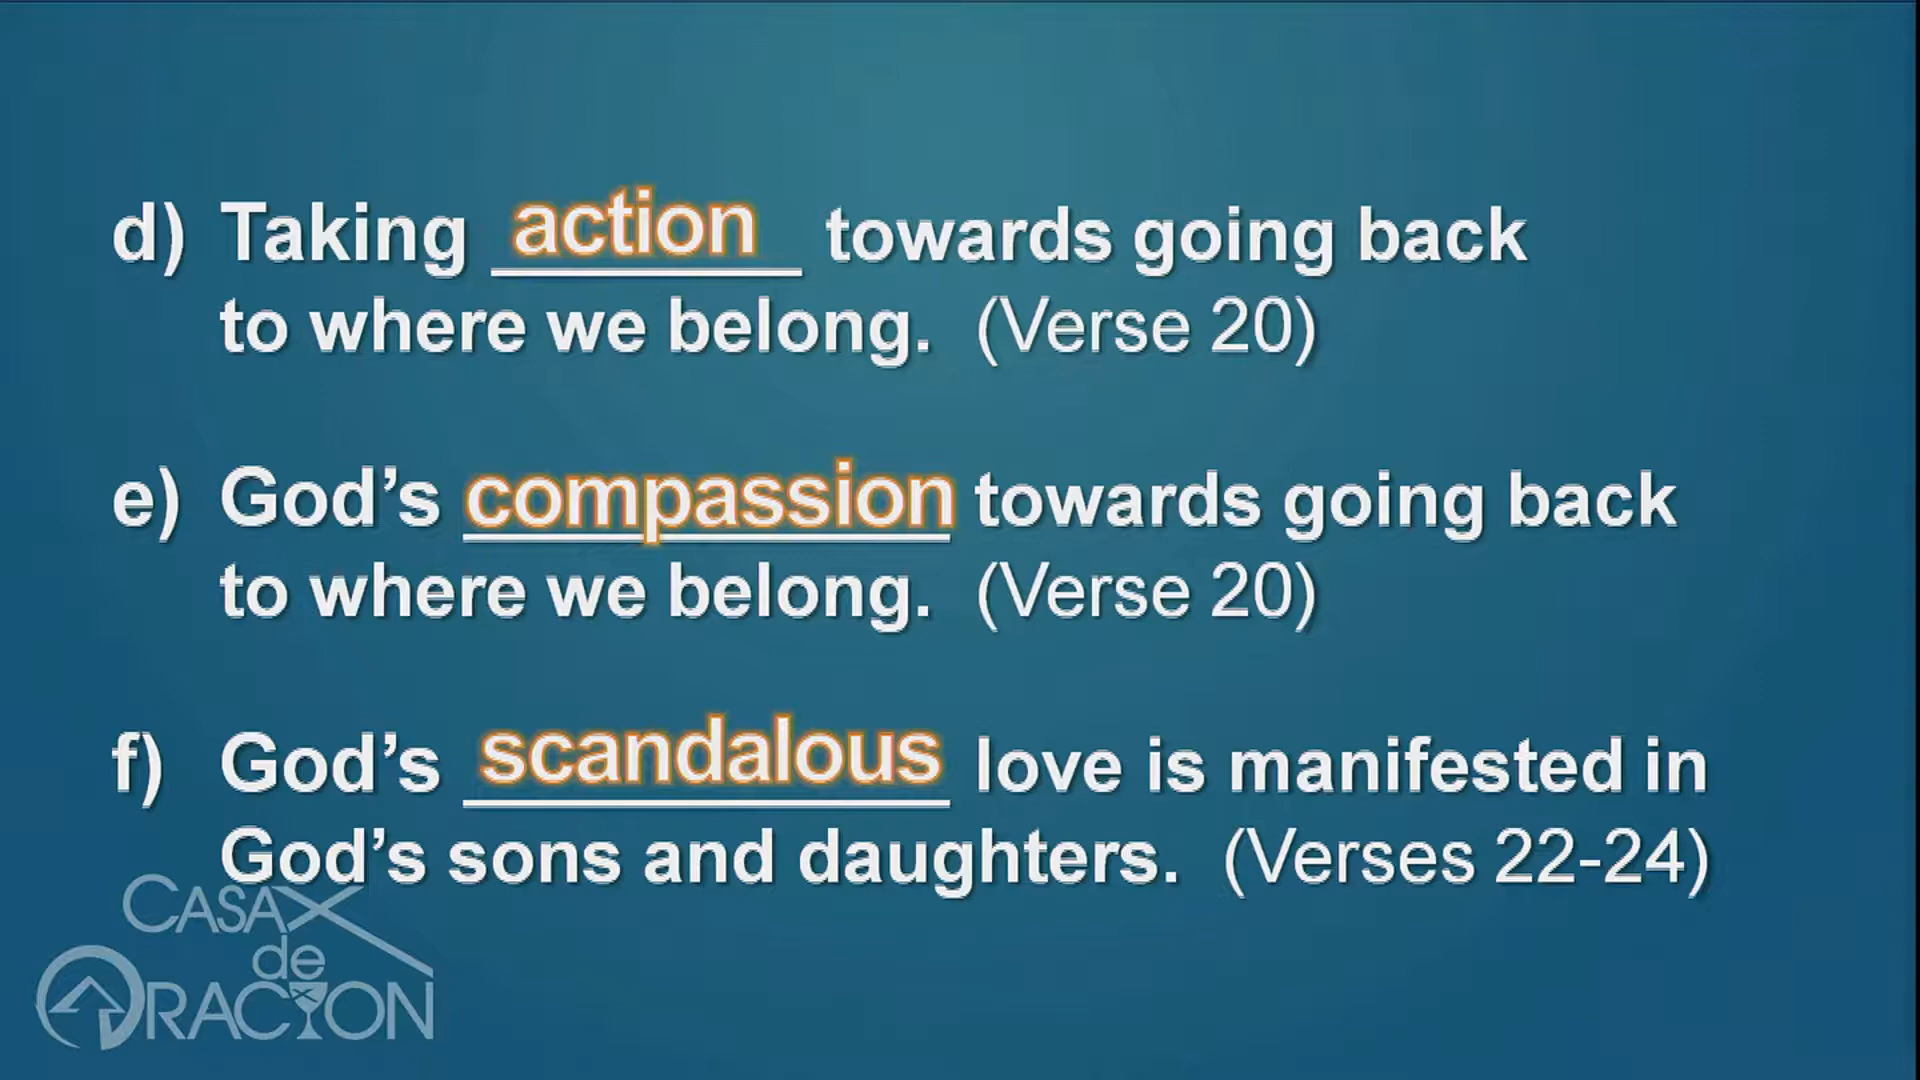 d) Taking action towards going back
to where we belong. (Verse 20)
e) God’s compassion towards going back
to where we belong. (Verse 20)
f) God’s scandalous love is manifested in
God’s sons and daughters. (Verses 22-24)
CASA
de
ORACION